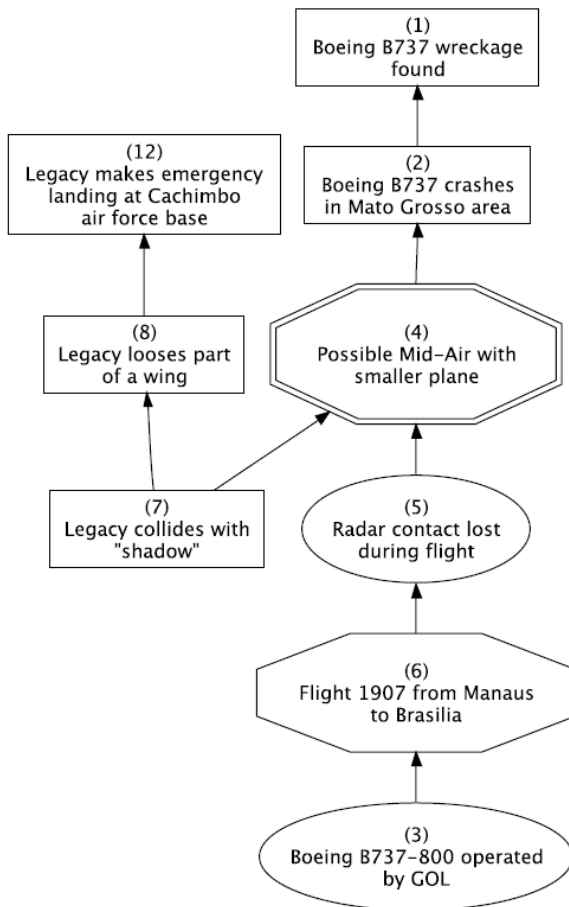 (1)
Boeing B737 wreckage
found
(12)
Legacy makes emergency
landing at Cachimbo
air force base
(2)
Boeing B737 crashes
in Mato Grosso area
(8)
Legacy looses part
of a wing
(4)
Possible Mid-Air with
smaller plane
(7)
Legacy collides with
"shadow"
(5)
Radar contact lost
during flight
(6)
Flight 1907 from Manaus
to Brasilia
(3)
Boeing B737-800 operated
by GOL